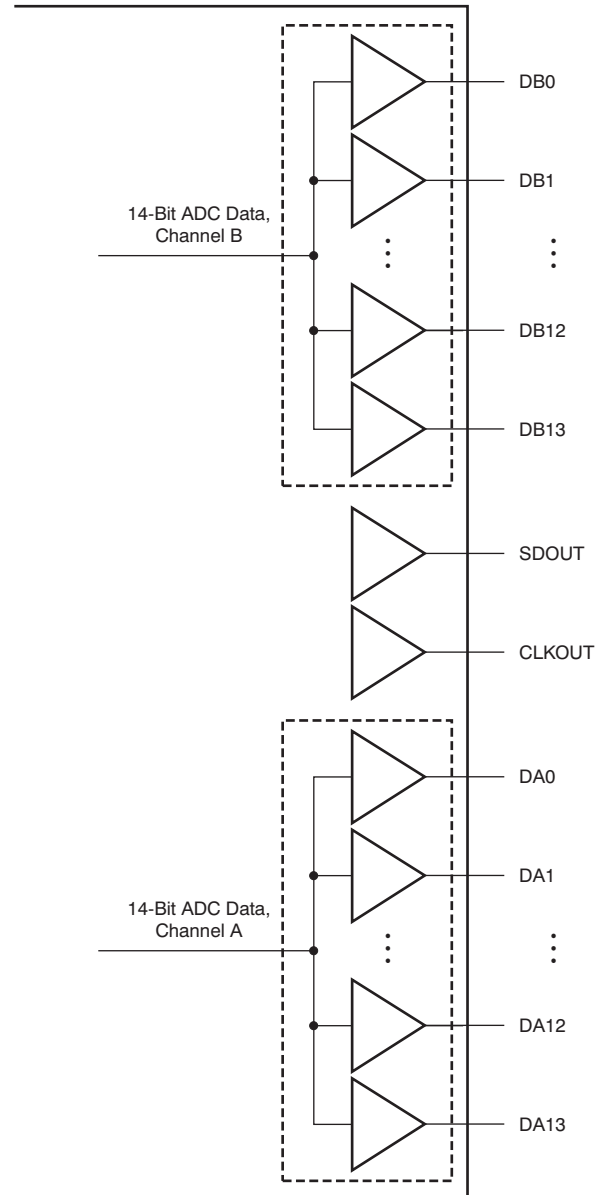 DB0
DB1
14-Bit ADC Data,
Channel B
DB12
DB13
SDOUT
CLKOUT
DA0
DA1
14-Bit ADC Data,
Channel A
DA12
DA13